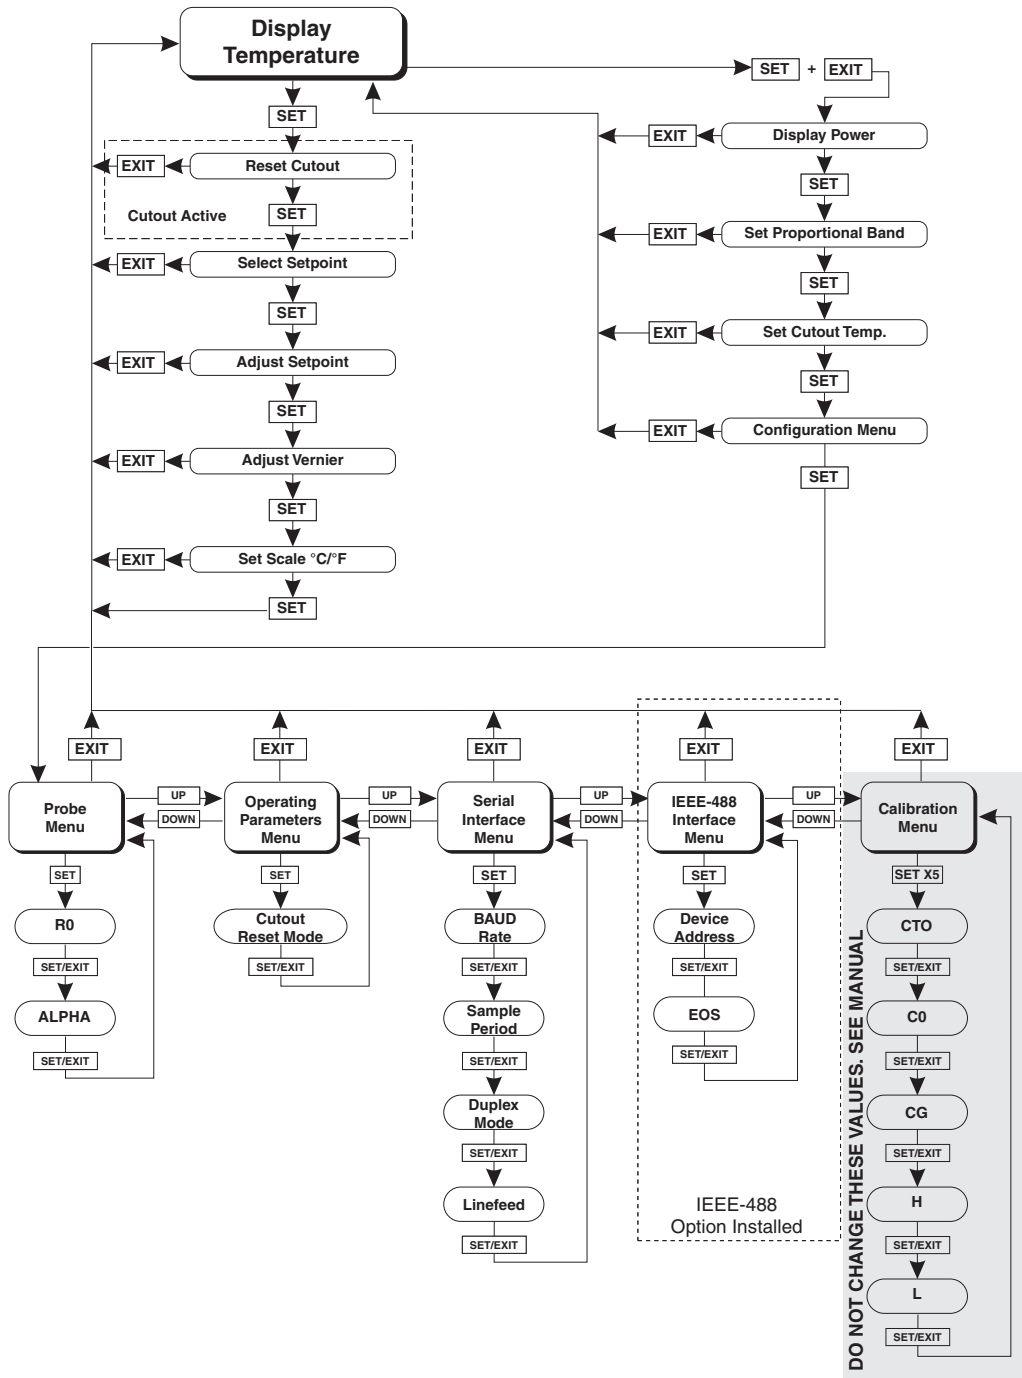 Display
Temperature
SET + EXIT
SET
EXIT Display Power
EXIT Reset Cutout
SET
Cutout Active SET
EXIT Set Proportional Band
EXIT Select Setpoint
SET
SET
EXIT Set Cutout Temp.
EXIT Adjust Setpoint
SET
SET
EXIT Configuration Menu
EXIT Adjust Vernier
SET
SET
EXIT Set Scale °C/°F
SET
EXIT EXIT EXIT EXIT EXIT
Probe
Menu
UP
DOWN
Operating
Parameters
Menu
UP
DOWN
Serial
Interface
Menu
UP
DOWN
IEEE-488
Interface
Menu
UP
DOWN
Calibration
Menu
SET
R0
SET/EXIT
ALPHA
SET/EXIT
SET
Cutout
Reset Mode
SET/EXIT
SET
BAUD
Rate
SET/EXIT
Sample
Period
SET/EXIT
Duplex
Mode
SET/EXIT
Linefeed
SET/EXIT
SET
Device
Address
SET/EXIT
EOS
SET/EXIT
IEEE-488
Option Installed
DO NOT CHANGE THESE VALUES. SEE MANUAL
SET X5
CTO
SET/EXIT
C0
SET/EXIT
CG
SET/EXIT
H
SET/EXIT
L
SET/EXIT